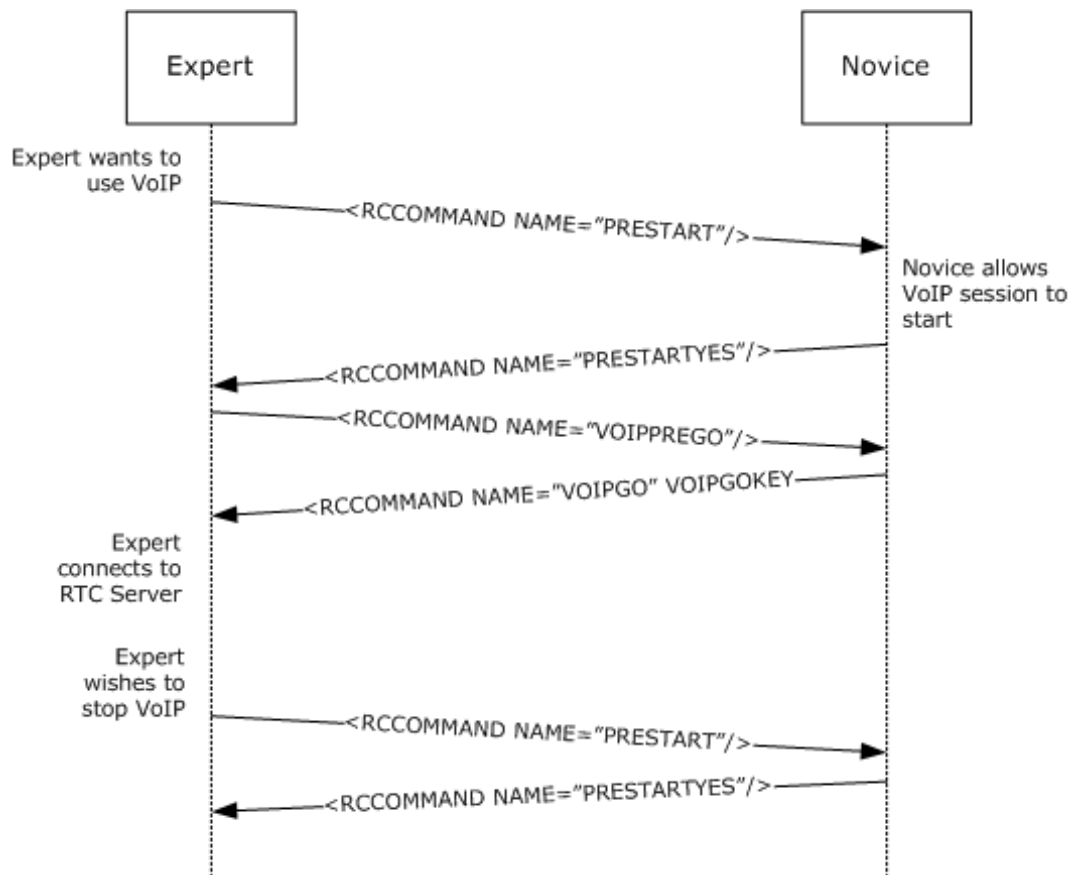 Expert
Novice
Expert wants to
use VoIP
<RCCOMMAND NAME=”PRESTART”/>
Novice allows
VoIP session to
start
<RCCOMMAND NAME=”PRESTARTYES”/>
<RCCOMMAND NAME=”VOIPPREGO”/>
<RCCOMMAND NAME=”VOIPGO” VOIPGOKEY
Expert
connects to
RTC Server
Expert
wishes to
stop VoIP
<RCCOMMAND NAME=”PRESTART”/>
<RCCOMMAND NAME=”PRESTARTYES”/>